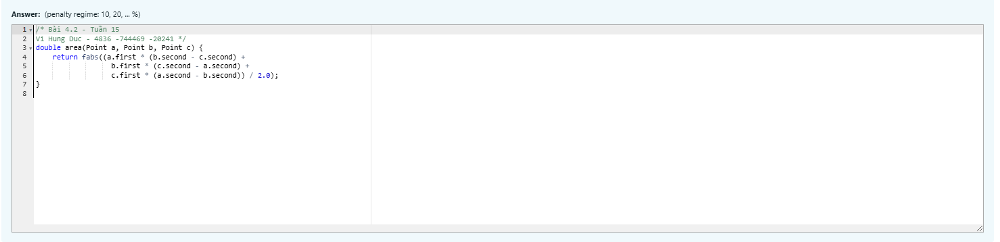 Answer: (penalty regime: 10, 20, ... %)
1 /* Bài 4.2 - Tuần 15
2 Vi Hung Duc - 4836 -744469 -20241 */
3 double area(Point a, Point b, Point c) {
4 return fabs((a.first * (b.second - c.second) +
5 b.first * (c.second - a.second) +
6 c.first * (a.second - b.second)) / 2.0);
7 }
8